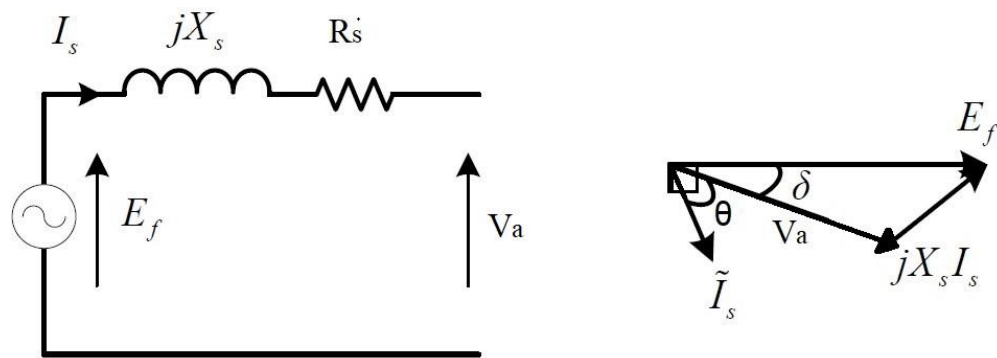 I_s
jX_s
Rs
E_f
Va
E_f
δ
θ
Va
jX_sI_s
Ĩ_s